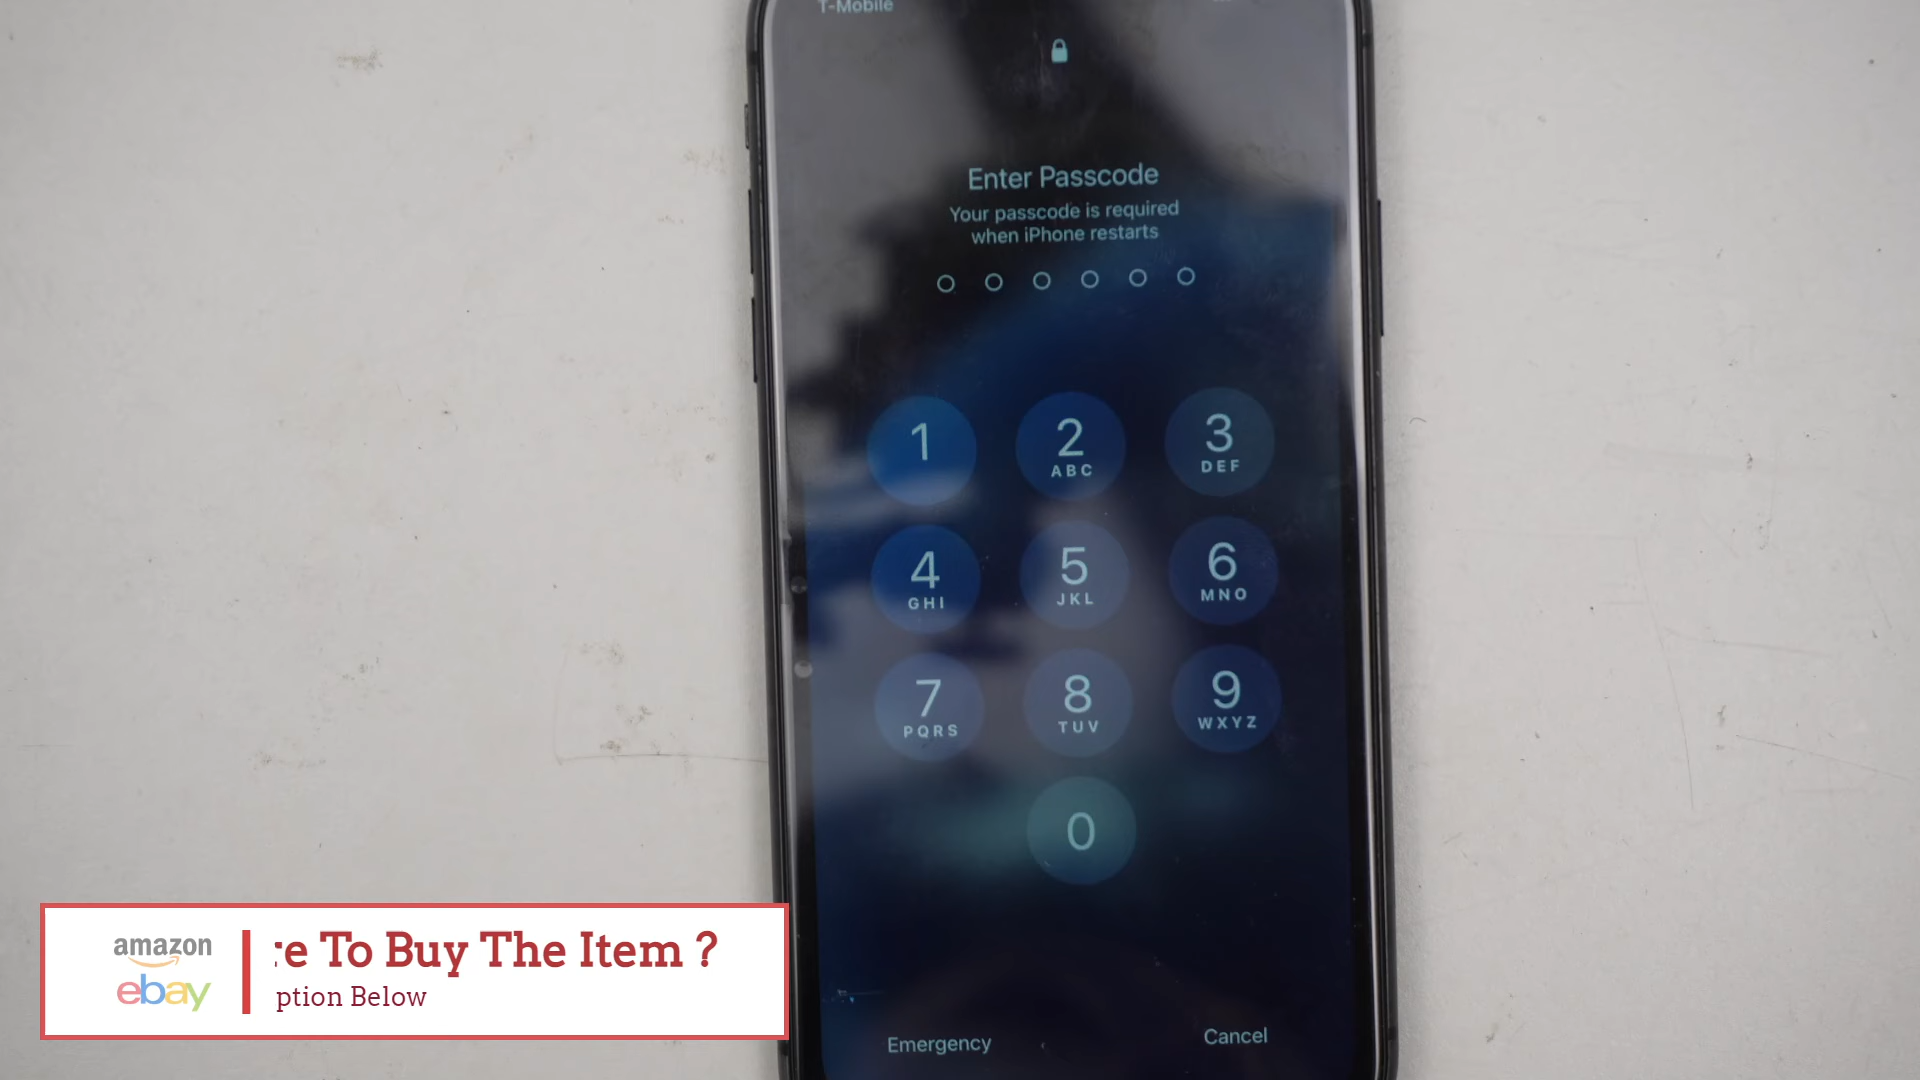 T-Mobile
Enter Passcode
Your passcode is required
when iPhone restarts
1
2
ABC
3
DEF
4
GHI
5
JKL
6
MNO
7
PQRS
8
TUV
9
WXYZ
0
Emergency
Cancel
amazon
ebay
re To Buy The Item ?
ption Below